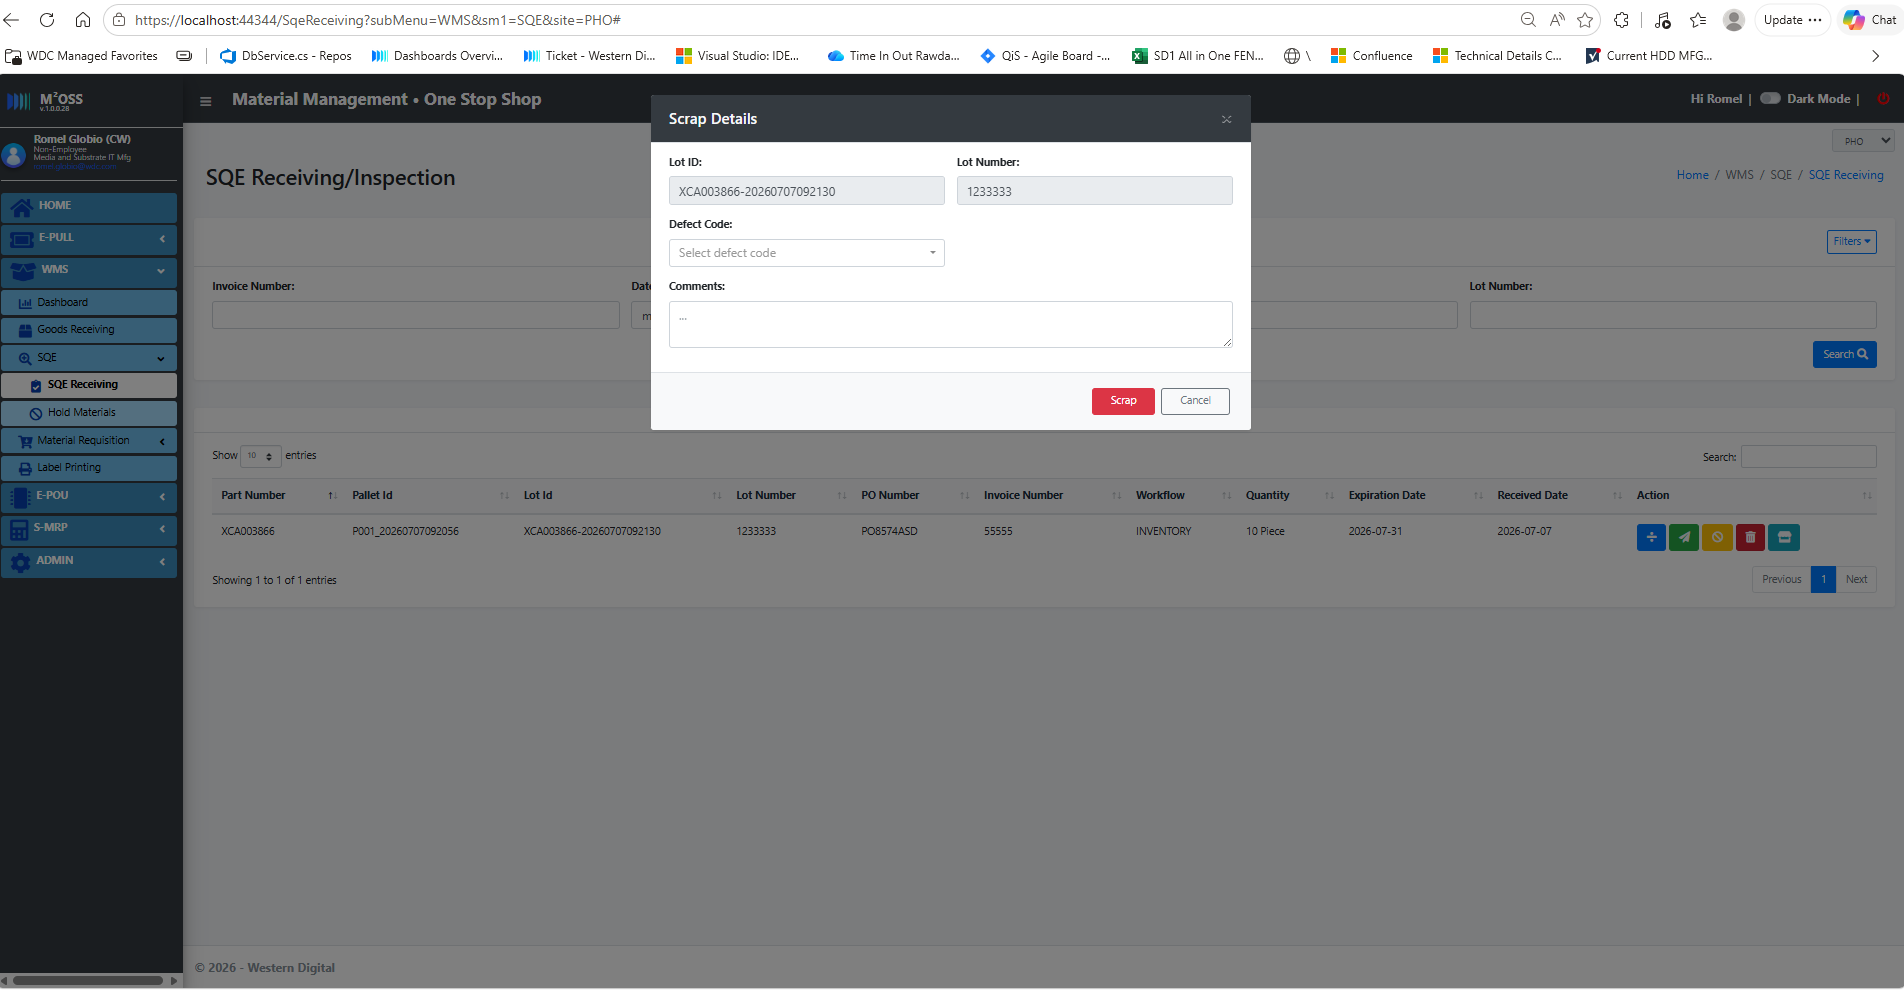 https://localhost:44344/SqeReceiving?subMenu=WMS&sm1=SQE&site=PHO#
Update
Chat
WDC Managed Favorites
DbService.cs - Repos
Dashboards Overvi...
Ticket - Western Di...
Visual Studio: IDE...
Time In Out Rawda...
QiS - Agile Board -...
SD1 All in One FEN...
\
Confluence
Technical Details C...
Current HDD MFG...
M²OSS
v.1.0.0.28
Material Management • One Stop Shop
Hi Romel |
Dark Mode |
Romel Globio (CW)
Non-Employee
Media and Substrate IT Mfg
HOME
E-PULL
WMS
Dashboard
Goods Receiving
SQE
SQE Receiving
Hold Materials
Material Requisition
Label Printing
E-POU
S-MRP
ADMIN
PHO
SQE Receiving/Inspection
Home / WMS / SQE / SQE Receiving
Filters
Invoice Number:
Date
m
Lot Number:
Search
Scrap Details
Lot ID:
Lot Number:
XCA003866-20260707092130
1233333
Defect Code:
Select defect code
Comments:
...
Scrap
Cancel
Show 10 entries
Search:
Part Number Pallet Id Lot Id Lot Number PO Number Invoice Number Workflow Quantity Expiration Date Received Date Action
XCA003866 P001_20260707092056 XCA003866-20260707092130 1233333 PO8574ASD 55555 INVENTORY 10 Piece 2026-07-31 2026-07-07
Showing 1 to 1 of 1 entries
Previous 1 Next
© 2026 - Western Digital